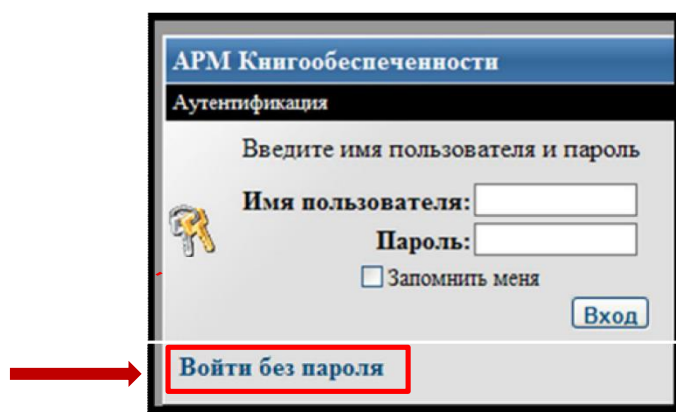 АРМ Книгообеспеченности
Аутентификация
Введите имя пользователя и пароль
Имя пользователя:
Пароль:
Запомнить меня
Вход
Войти без пароля